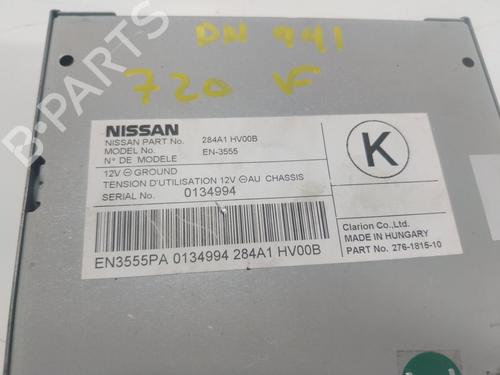 B-PARTS
DN 441
720 V
NISSAN
NISSAN PART No. 284A1 HV00B
MODEL No. EN-3555
N° DE MODELE
12V ⊖ GROUND
TENSION D'UTILISATION 12V ⊖ AU CHASSIS
SERIAL No. 0134994
EN3555PA 0134994 284A1 HV00B
K
Clarion Co.,Ltd.
MADE IN HUNGARY
PART No. 276-1815-10